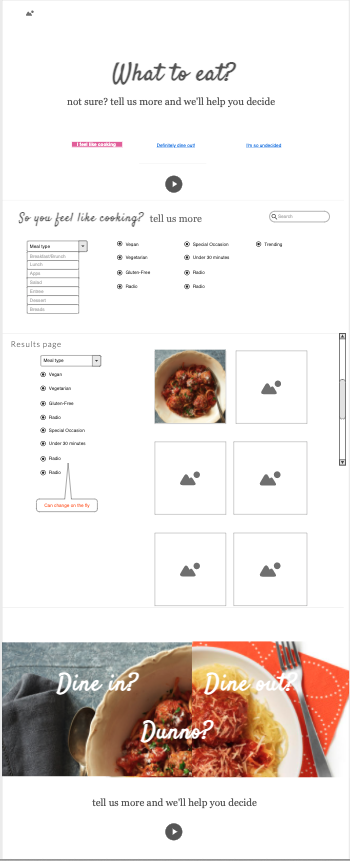 What to eat?
not sure? tell us more and we'll help you decide
I feel like cooking
Definitely dine out!
I'm so undecided
So you feel like cooking? tell us more
Search
Meal type
Breakfast/Brunch
Lunch
Apps
Salad
Entree
Dessert
Breads
Vegan
Vegetarian
Gluten-Free
Radio
Special Occasion
Under 30 minutes
Radio
Radio
Trending
Results page
Meal type
Vegan
Vegetarian
Gluten-Free
Radio
Special Occasion
Under 30 minutes
Radio
Radio
Can change on the fly
Dine in?
Dine out?
Dunno?
tell us more and we'll help you decide